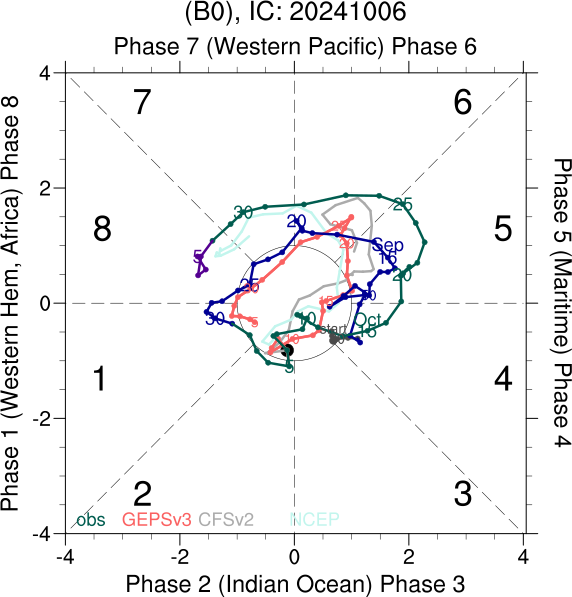 (B0), IC: 20241006
Phase 7 (Western Pacific) Phase 6
4
7
6
Phase 1 (Western Hem, Africa) Phase 8
Phase 5 (Maritime) Phase 4
2
30
20
25
8
5
Sep
5
15
20
25
0
30
10
Oct
start
15
5
1
4
-2
2
3
obs GEPSv3 CFSv2 NCEP
-4
-4 -2 0 2 4
Phase 2 (Indian Ocean) Phase 3